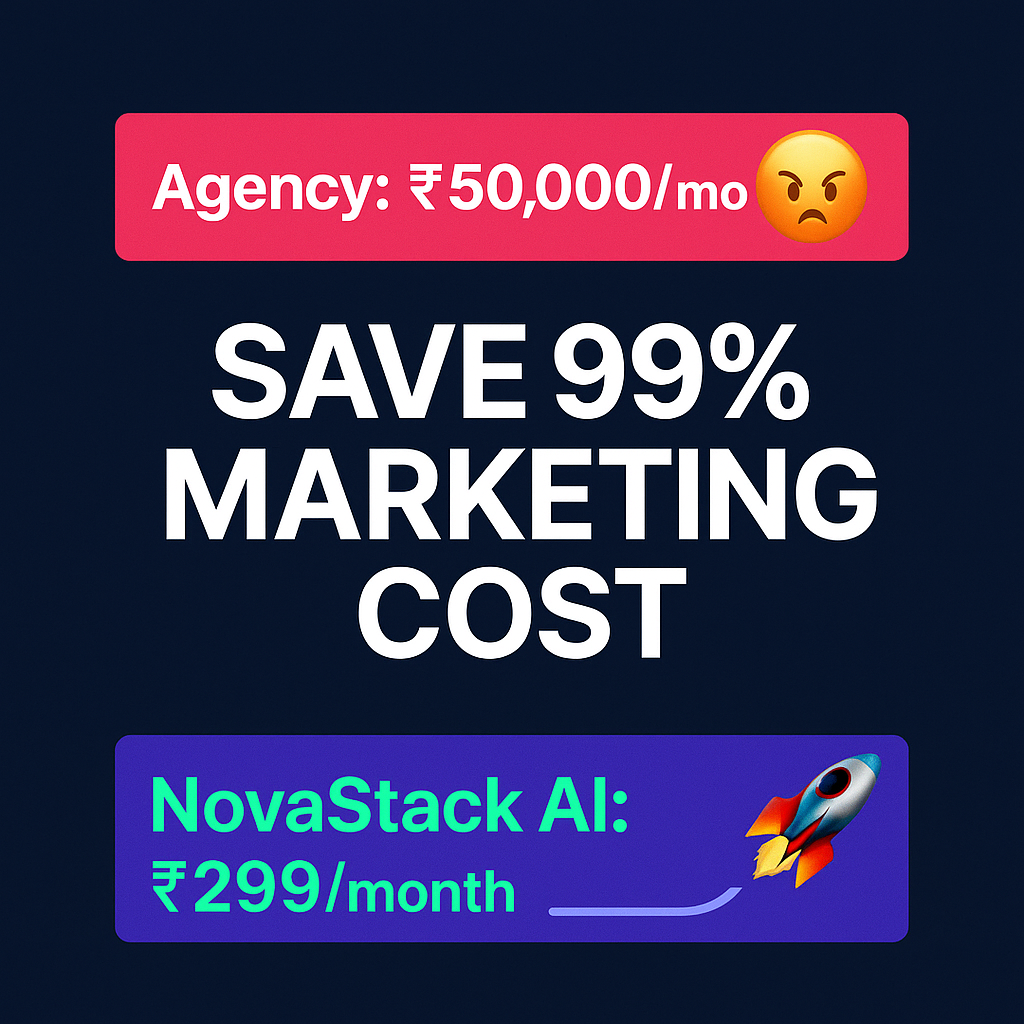 Agency: ₹50,000/mo
SAVE 99%
MARKETING
COST
NovaStack AI:
₹299/month